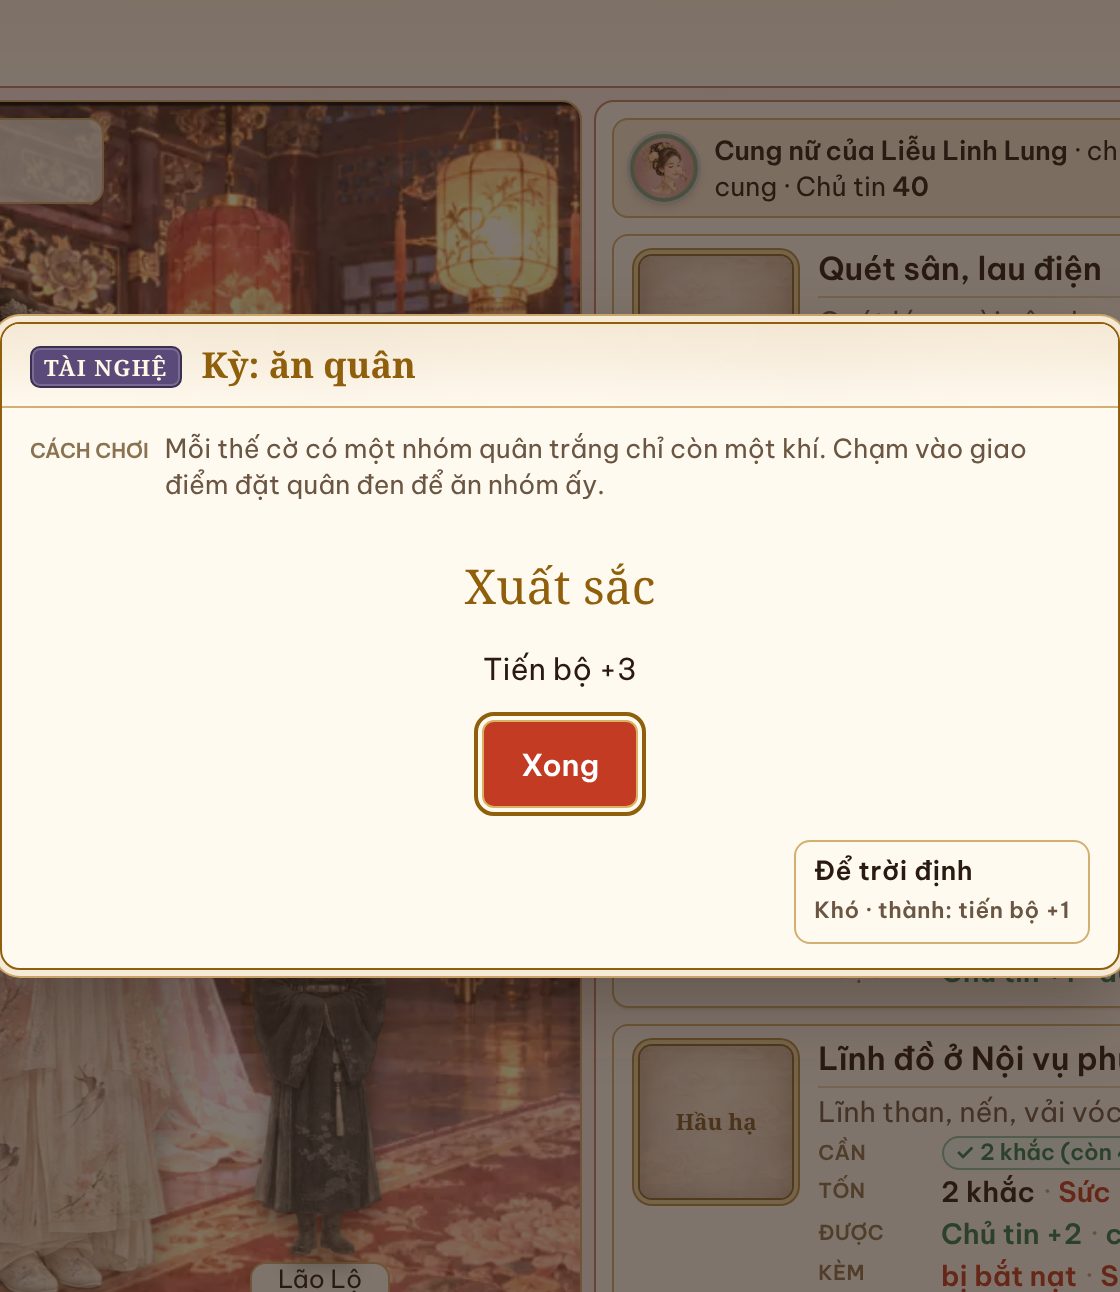 Cung nữ của Liễu Linh Lung · ch
cung · Chủ tin 40
Quét sân, lau điện
TÀI NGHỆ Kỳ: ăn quân
CÁCH CHƠI Mỗi thế cờ có một nhóm quân trắng chỉ còn một khí. Chạm vào giao
điểm đặt quân đen để ăn nhóm ấy.
Xuất sắc
Tiến bộ +3
Xong
Để trời định
Khó · thành: tiến bộ +1
Lĩnh đồ ở Nội vụ ph
Hầu hạ
Lĩnh than, nến, vải vóc
CẦN ✓ 2 khắc (còn
TỐN 2 khắc · Sức
ĐƯỢC Chủ tin +2 · c
KÈM bị bắt nạt · S
Lão Lộ